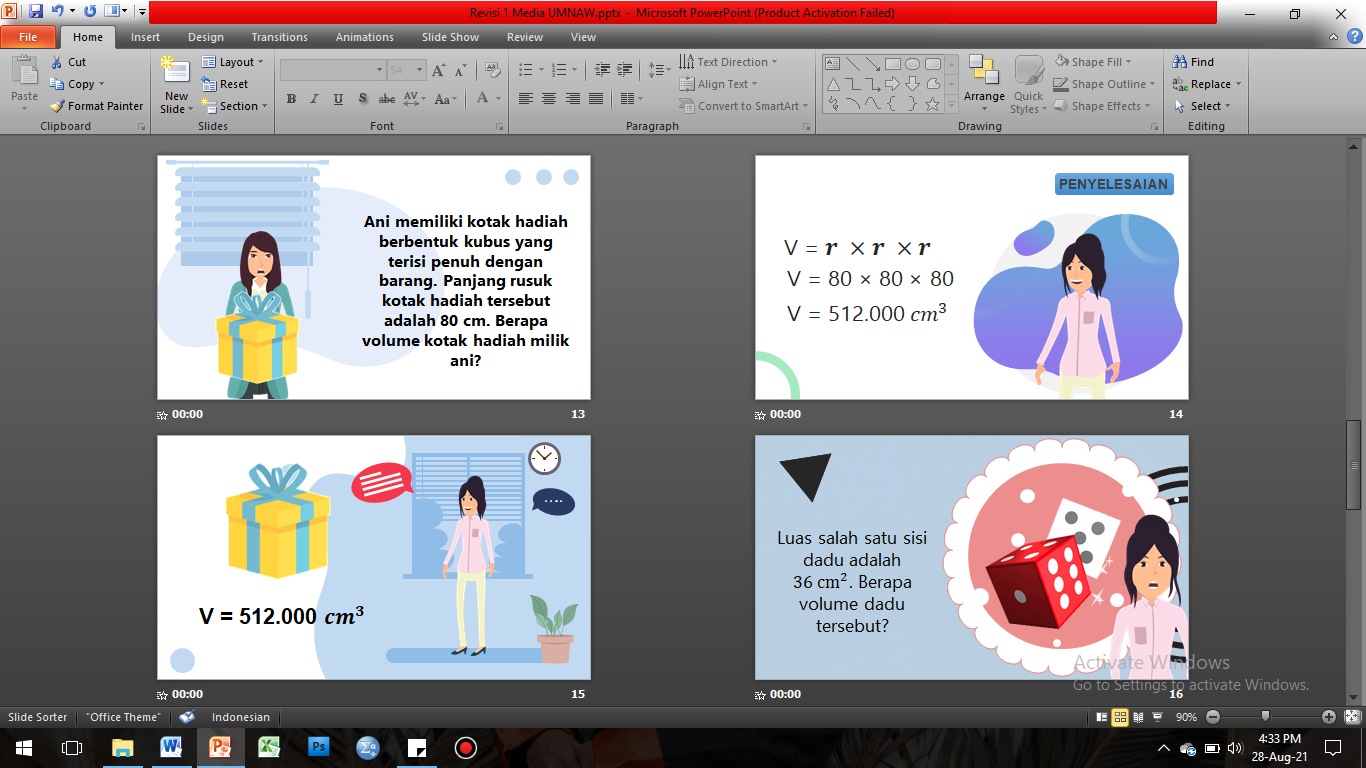 Revisi 1 Media UMNAW.pptx - Microsoft PowerPoint (Product Activation Failed)
File Home Insert Design Transitions Animations Slide Show Review View
Paste
Cut
Copy
Format Painter
Clipboard
New
Slide
Layout
Reset
Section
Slides
54
B I U S abc AV Aa A
Font
Text Direction
Align Text
Convert to SmartArt
Paragraph
Arrange
Quick
Styles
Shape Fill
Shape Outline
Shape Effects
Drawing
Find
Replace
Select
Editing
Ani memiliki kotak hadiah
berbentuk kubus yang
terisi penuh dengan
barang. Panjang rusuk
kotak hadiah tersebut
adalah 80 cm. Berapa
volume kotak hadiah milik
ani?
00:00 13
PENYELESAIAN
V = r × r × r
V = 80 × 80 × 80
V = 512.000 cm³
00:00 14
V = 512.000 cm³
00:00 15
Luas salah satu sisi
dadu adalah
36 cm². Berapa
volume dadu
tersebut?
00:00 16
Activate Windows
Go to Settings to activate Windows.
Slide Sorter "Office Theme" Indonesian 90%
4:33 PM
28-Aug-21